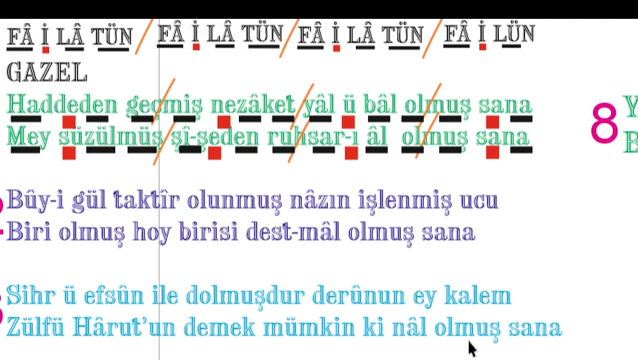 FÂ İ LÂ TÜN / FÂ İ LÂ TÜN / FÂ İ LÂ TÜN / FÂ İ LÜN
GAZEL
Haddeden geçmiş nezâket yâl ü bâl olmuş sana
Mey süzülmüş şî-şeden ruhsar-ı âl olmuş sana
8
Bûy-i gül taktîr olunmuş nâzın işlenmiş ucu
Biri olmuş hoy birisi dest-mâl olmuş sana
Sihr ü efsûn ile dolmuşdur derûnun ey kalem
Zülfü Hârut'un demek mümkin ki nâl olmuş sana